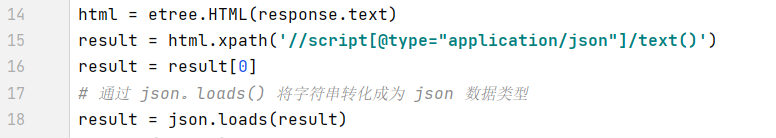 14 html = etree.HTML(response.text)
15 result = html.xpath('//script[@type="application/json"]/text()')
16 result = result[0]
17 # 通过 json。loads() 将字符串转化成为 json 数据类型
18 result = json.loads(result)